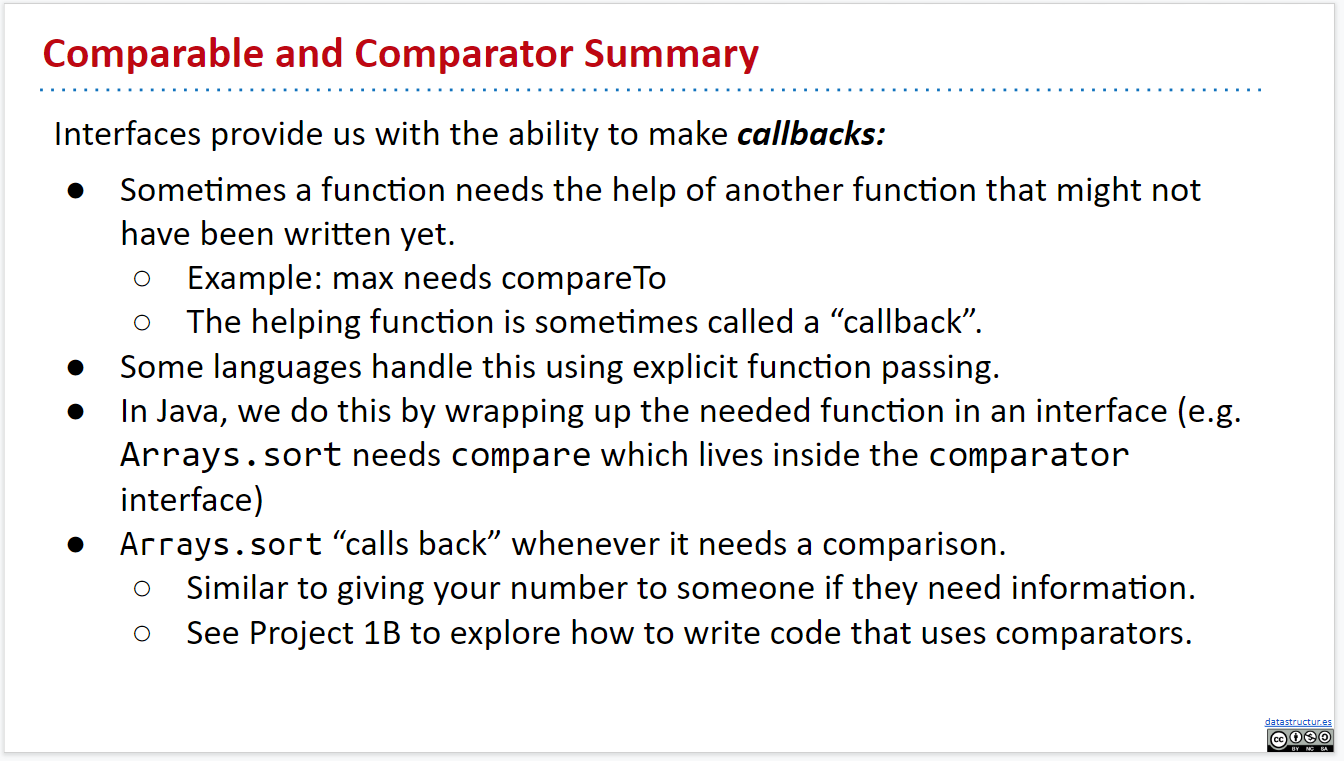 Comparable and Comparator Summary
Interfaces provide us with the ability to make callbacks:
● Sometimes a function needs the help of another function that might not
have been written yet.
○ Example: max needs compareTo
○ The helping function is sometimes called a “callback”.
● Some languages handle this using explicit function passing.
● In Java, we do this by wrapping up the needed function in an interface (e.g.
Arrays.sort needs compare which lives inside the comparator
interface)
● Arrays.sort “calls back” whenever it needs a comparison.
○ Similar to giving your number to someone if they need information.
○ See Project 1B to explore how to write code that uses comparators.
datastructur.es
cc
BY NC SA